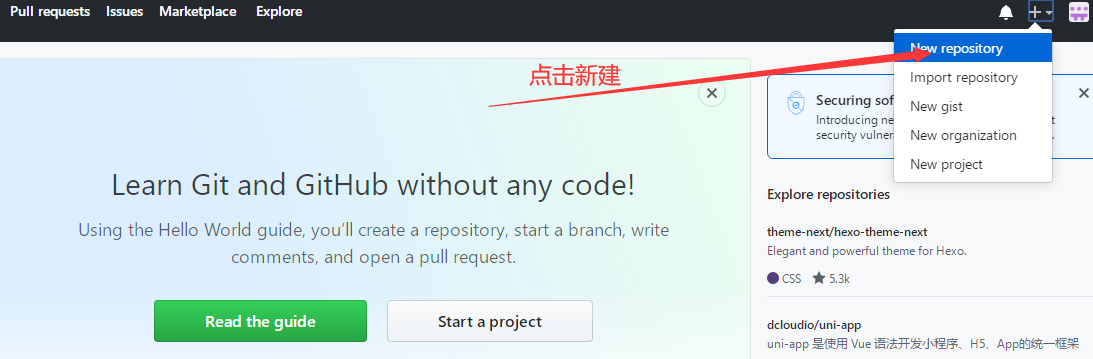 Pull requests Issues Marketplace Explore
点击新建
New repository
Import repository
New gist
New organization
New project
Learn Git and GitHub without any code!
Using the Hello World guide, you’ll create a repository, start a branch, write
comments, and open a pull request.
Read the guide
Start a project
Securing sof
Introducing ne t
security vulnera
Explore repositories
theme-next/hexo-theme-next
Elegant and powerful theme for Hexo.
CSS 5.3k
dcloudio/uni-app
uni-app 是使用 Vue 语法开发小程序、H5、App的统一框架